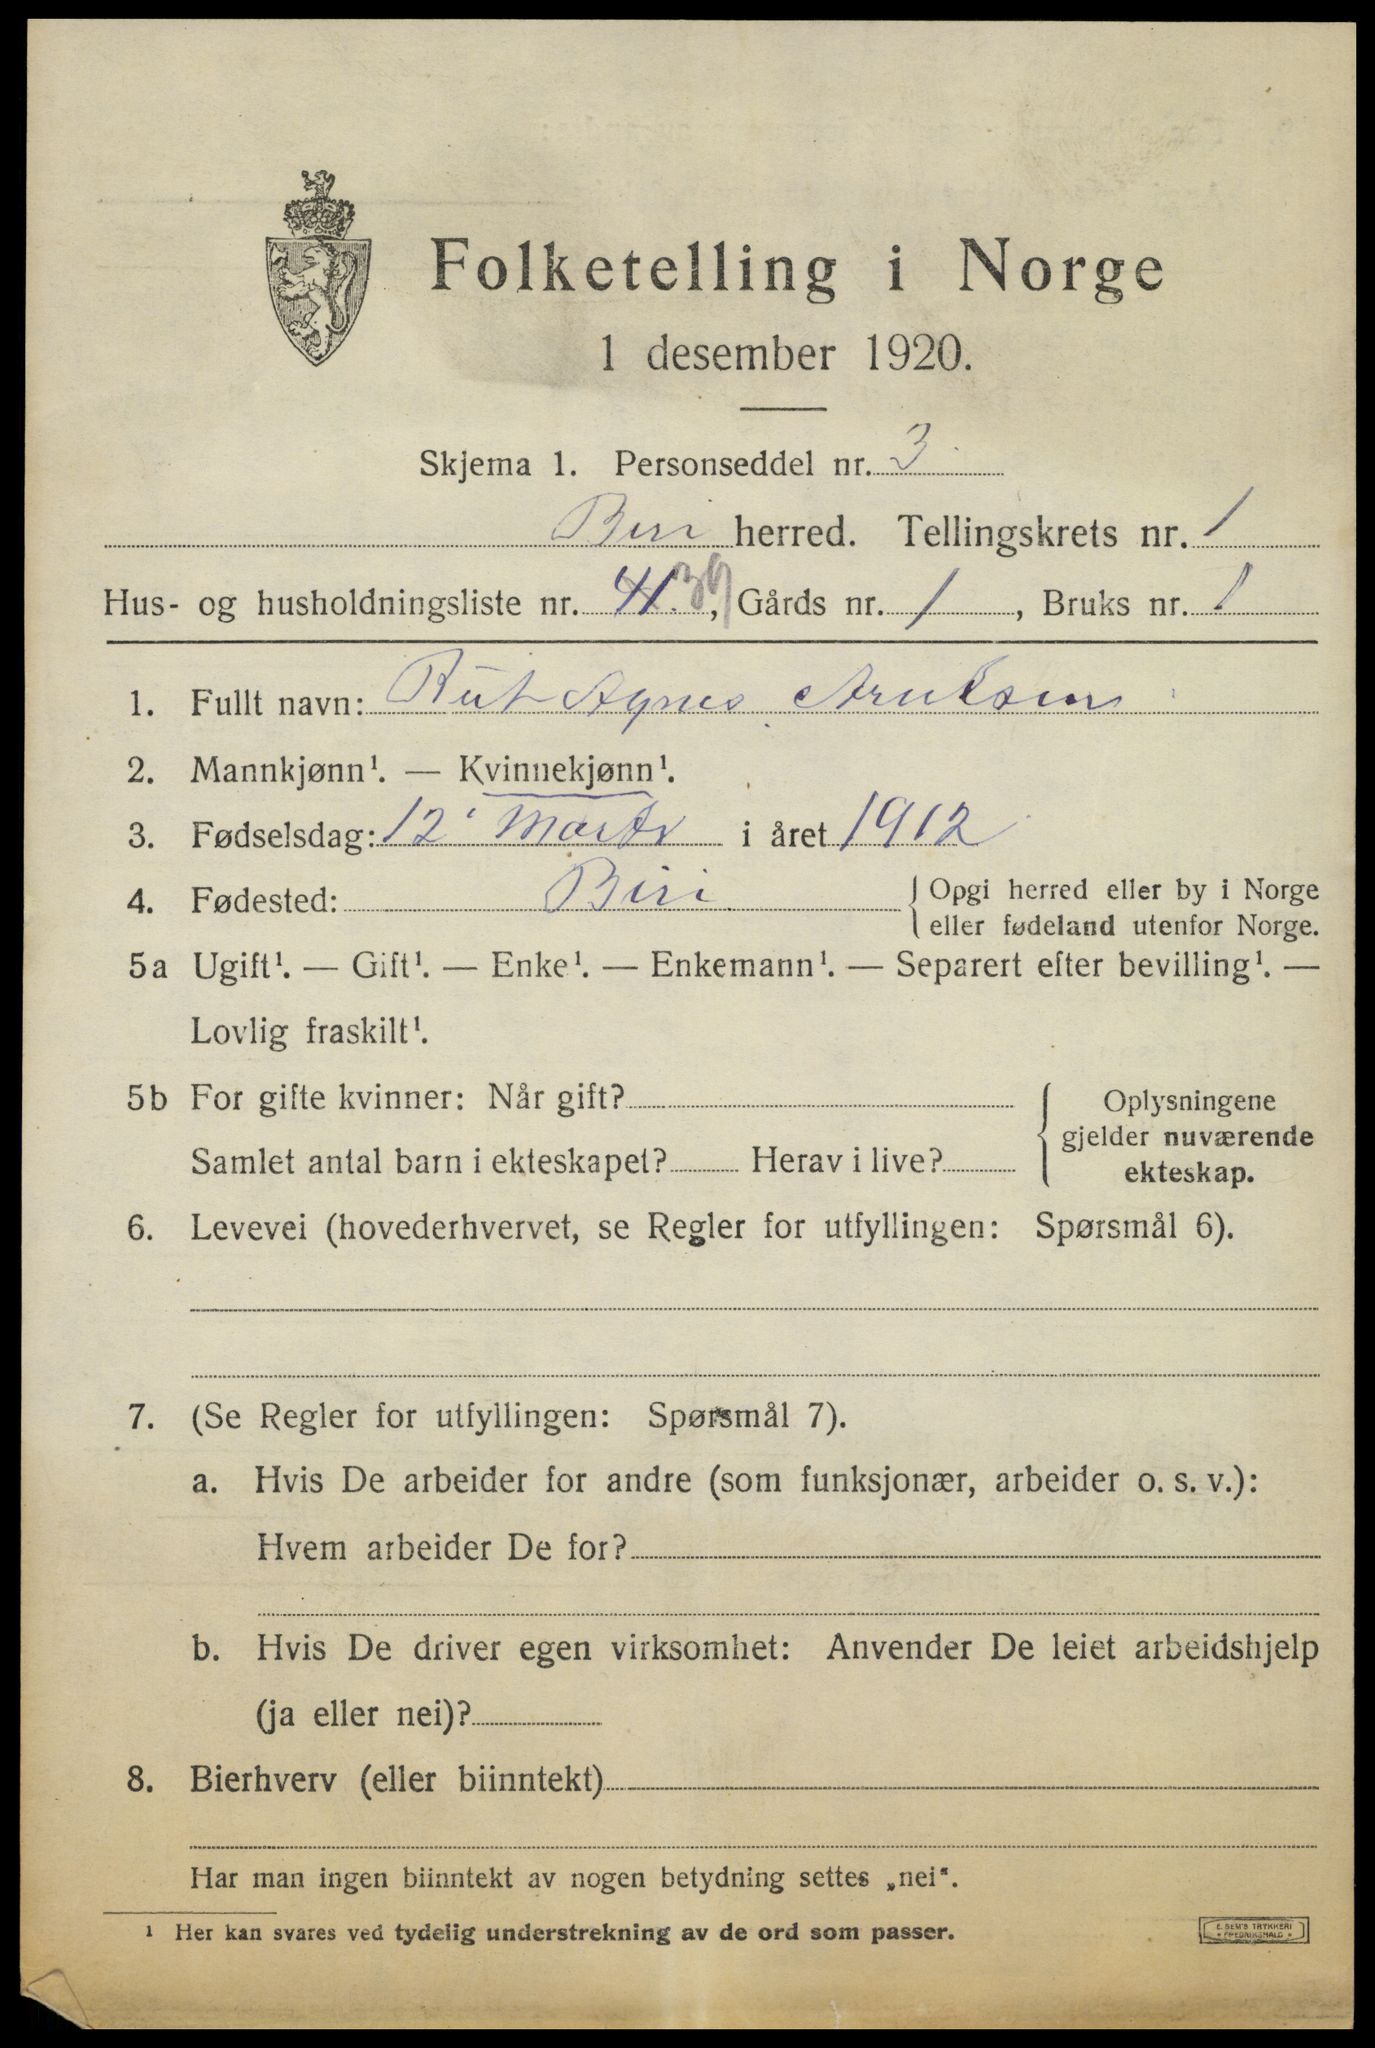 Folketelling i Norge
1 desember 1920.
Skjema 1. Personseddel nr. 3
Biri herred. Tellingskrets nr. 1
Hus- og husholdningsliste nr. 41. 39, Gårds nr. 1, Bruks nr. 1
1. Fullt navn: Rut Agnes
2. Mannkjønn¹. — Kvinnekjønn¹.
3. Fødselsdag: 12 Marts i året 1912
4. Fødested: Biri { Opgi herred eller by i Norge
eller fødeland utenfor Norge.
5a Ugift¹. — Gift¹. — Enke¹. — Enkemann¹. — Separert efter bevilling¹. —
Lovlig fraskilt¹.
5b For gifte kvinner: Når gift? { Oplysningene
gjelder nuværende
Samlet antal barn i ekteskapet? Herav i live? ekteskap.
6. Levevei (hovederhvervet, se Regler for utfyllingen: Spørsmål 6).
7. (Se Regler for utfyllingen: Spørsmål 7).
a. Hvis De arbeider for andre (som funksjonær, arbeider o. s. v.):
Hvem arbeider De for?
b. Hvis De driver egen virksomhet: Anvender De leiet arbeidshjelp
(ja eller nei)?
8. Bierhverv (eller biinntekt)
Har man ingen biinntekt av nogen betydning settes „nei“.
¹ Her kan svares ved tydelig understrekning av de ord som passer.
E. SEM'S TRYKKERI
FREDRIKSHALD